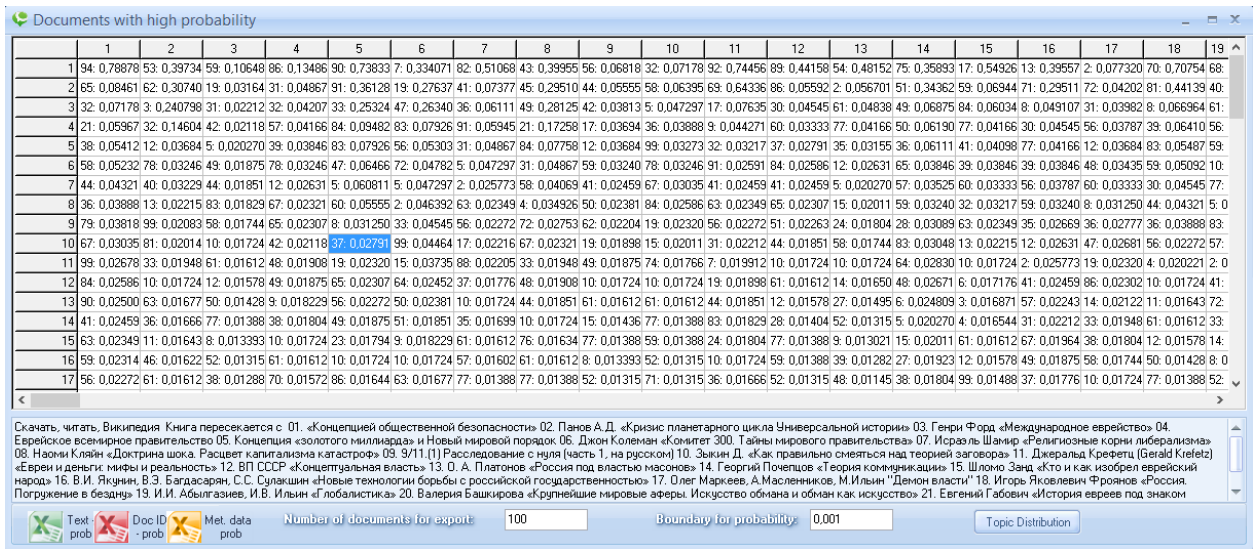 Documents with high probability
1 2 3 4 5 6 7 8 9 10 11 12 13 14 15 16 17 18 19
1 94: 0,78878 53: 0,39734 59: 0,10648 86: 0,13486 90: 0,73833 7: 0,334071 82: 0,51068 43: 0,39955 56: 0,06818 32: 0,07178 92: 0,74456 89: 0,44158 54: 0,48152 75: 0,35893 17: 0,54926 13: 0,39557 2: 0,077320 70: 0,70754 68:
2 65: 0,08461 62: 0,30740 19: 0,03164 31: 0,04867 91: 0,36128 19: 0,27637 41: 0,07377 45: 0,29510 44: 0,05555 58: 0,06395 69: 0,64336 86: 0,05592 2: 0,056701 51: 0,34362 59: 0,06944 71: 0,29511 72: 0,04202 81: 0,44139 40:
3 32: 0,07178 3: 0,240798 31: 0,02212 32: 0,04207 33: 0,25324 47: 0,26340 36: 0,06111 49: 0,28125 42: 0,03813 5: 0,047297 17: 0,07635 30: 0,04545 61: 0,04838 49: 0,06875 84: 0,06034 8: 0,049107 31: 0,03982 8: 0,066964 61:
4 21: 0,05967 32: 0,14604 42: 0,02118 57: 0,04166 84: 0,09482 83: 0,07926 91: 0,05945 21: 0,17258 17: 0,03694 36: 0,03888 9: 0,044271 60: 0,03333 77: 0,04166 50: 0,06190 77: 0,04166 30: 0,04545 56: 0,03787 39: 0,06410 56:
5 38: 0,05412 12: 0,03684 5: 0,020270 39: 0,03846 83: 0,07926 56: 0,05303 31: 0,04867 84: 0,07758 12: 0,03684 99: 0,03273 32: 0,03217 37: 0,02791 35: 0,03155 36: 0,06111 41: 0,04098 77: 0,04166 12: 0,03684 83: 0,05487 59:
6 58: 0,05232 78: 0,03246 49: 0,01875 78: 0,03246 47: 0,06466 72: 0,04782 5: 0,047297 31: 0,04867 59: 0,03240 78: 0,03246 91: 0,02591 84: 0,02586 12: 0,02631 65: 0,03846 39: 0,03846 39: 0,03846 48: 0,03435 59: 0,05092 10:
7 44: 0,04321 40: 0,03229 44: 0,01851 12: 0,02631 5: 0,060811 5: 0,047297 2: 0,025773 58: 0,04069 41: 0,02459 67: 0,03035 41: 0,02459 41: 0,02459 5: 0,020270 57: 0,03525 60: 0,03333 56: 0,03787 60: 0,03333 30: 0,04545 77:
8 36: 0,03888 13: 0,02215 83: 0,01829 67: 0,02321 60: 0,05555 2: 0,046392 63: 0,02349 4: 0,034926 50: 0,02381 84: 0,02586 63: 0,02349 65: 0,02307 15: 0,02011 59: 0,03240 32: 0,03217 59: 0,03240 8: 0,031250 44: 0,04321 5: 0
9 79: 0,03818 99: 0,02083 58: 0,01744 65: 0,02307 8: 0,031250 33: 0,04545 56: 0,02272 72: 0,02753 62: 0,02204 19: 0,02320 56: 0,02272 51: 0,02263 24: 0,01804 28: 0,03089 63: 0,02349 35: 0,02669 36: 0,02777 36: 0,03888 83:
10 67: 0,03035 81: 0,02014 10: 0,01724 42: 0,02118 37: 0,02791 99: 0,04464 17: 0,02216 67: 0,02321 19: 0,01898 15: 0,02011 31: 0,02212 44: 0,01851 58: 0,01744 83: 0,03048 13: 0,02215 12: 0,02631 47: 0,02681 56: 0,02272 57:
11 99: 0,02678 33: 0,01948 61: 0,01612 48: 0,01908 19: 0,02320 15: 0,03735 88: 0,02205 33: 0,01948 49: 0,01875 74: 0,01766 7: 0,019912 10: 0,01724 10: 0,01724 64: 0,02830 10: 0,01724 2: 0,025773 19: 0,02320 4: 0,020221 2: 0
12 84: 0,02586 10: 0,01724 12: 0,01578 49: 0,01875 65: 0,02307 64: 0,02452 37: 0,01776 48: 0,01908 10: 0,01724 10: 0,01724 19: 0,01898 61: 0,01612 14: 0,01650 48: 0,02671 6: 0,017176 41: 0,02459 86: 0,02302 10: 0,01724 41:
13 90: 0,02500 63: 0,01677 50: 0,01428 9: 0,018229 56: 0,02272 50: 0,02381 10: 0,01724 44: 0,01851 61: 0,01612 61: 0,01612 44: 0,01851 12: 0,01578 27: 0,01495 6: 0,024809 3: 0,016871 57: 0,02243 14: 0,02122 11: 0,01643 72:
14 41: 0,02459 36: 0,01666 77: 0,01388 38: 0,01804 49: 0,01875 51: 0,01851 35: 0,01699 10: 0,01724 15: 0,01436 77: 0,01388 83: 0,01829 28: 0,01404 52: 0,01315 5: 0,020270 4: 0,016544 31: 0,02212 33: 0,01948 61: 0,01612 33:
15 63: 0,02349 11: 0,01643 8: 0,013393 10: 0,01724 23: 0,01794 9: 0,018229 61: 0,01612 76: 0,01634 77: 0,01388 59: 0,01388 24: 0,01804 77: 0,01388 9: 0,013021 15: 0,02011 61: 0,01612 67: 0,01964 38: 0,01804 12: 0,01578 14:
16 59: 0,02314 46: 0,01622 52: 0,01315 61: 0,01612 10: 0,01724 10: 0,01724 57: 0,01602 61: 0,01612 8: 0,013393 52: 0,01315 10: 0,01724 59: 0,01388 39: 0,01282 27: 0,01923 12: 0,01578 49: 0,01875 58: 0,01744 50: 0,01428 8: 0
17 56: 0,02272 61: 0,01612 38: 0,01288 70: 0,01572 86: 0,01644 63: 0,01677 77: 0,01388 77: 0,01388 52: 0,01315 71: 0,01315 36: 0,01666 52: 0,01315 48: 0,01145 38: 0,01804 99: 0,01488 37: 0,01776 10: 0,01724 77: 0,01388 52:
Скачать, читать, Википедия Книга пересекается с 01. «Концепцией общественной безопасности» 02. Панов А.Д. «Кризис планетарного цикла Универсальной истории» 03. Генри Форд «Международное еврейство» 04.
Еврейское всемирное правительство 05. Концепция «золотого миллиарда» и Новый мировой порядок 06. Джон Колеман «Комитет 300. Тайны мирового правительства» 07. Исраэль Шамир «Религиозные корни либерализма»
08. Наоми Кляйн «Доктрина шока. Расцвет капитализма катастроф» 09. 9/11.(1) Расследование с нуля (часть 1, на русском) 10. Зыкин Д. «Как правильно смеяться над теорией заговора» 11. Джеральд Крефетц (Gerald Krefetz)
«Евреи и деньги: мифы и реальность» 12. ВП СССР «Концептуальная власть» 13. О. А. Платонов «Россия под властью масонов» 14. Георгий Почепцов «Теория коммуникации» 15. Шломо Занд «Кто и как изобрел еврейский
народ» 16. В.И. Якунин, В.Э. Багдасарян, С.С. Сулакшин «Новые технологии борьбы с российской государственностью» 17. Олег Маркеев, А.Масленников, М.Ильин "Демон власти" 18. Игорь Яковлевич Фроянов «Россия.
Погружение в бездну» 19. И.И. Абылгазиев, И.В. Ильин «Глобалистика» 20. Валерия Башкирова «Крупнейшие мировые аферы. Искусство обмана и обман как искусство» 21. Евгений Габович «История евреев под знаком
Text - prob Doc ID - prob Met. data prob Number of documents for export: 100 Boundary for probability: 0,001 Topic Distribution